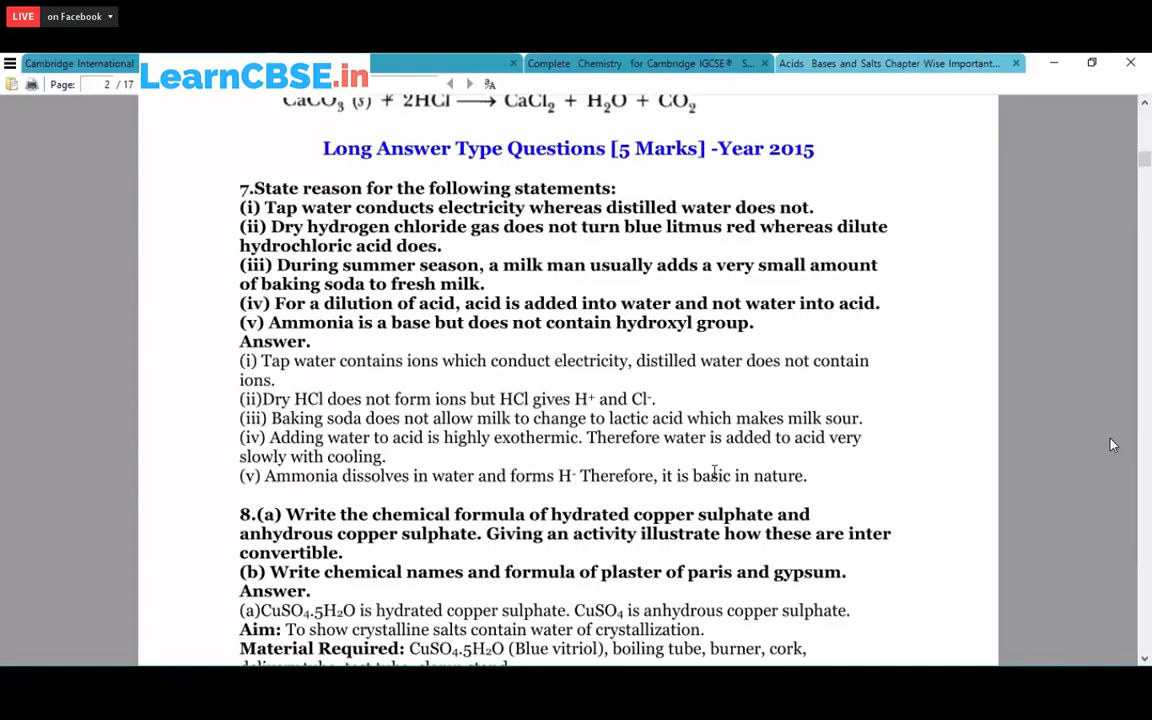 LIVE on Facebook
Cambridge International
LearnCBSE.in
Complete Chemistry for Cambridge IGCSE® S...
Acids Bases and Salts Chapter Wise Important...
Page: 2 / 17
CaCO₃ (s) + 2HCl ⟶ CaCl₂ + H₂O + CO₂
Long Answer Type Questions [5 Marks] -Year 2015
7.State reason for the following statements:
(i) Tap water conducts electricity whereas distilled water does not.
(ii) Dry hydrogen chloride gas does not turn blue litmus red whereas dilute
hydrochloric acid does.
(iii) During summer season, a milk man usually adds a very small amount
of baking soda to fresh milk.
(iv) For a dilution of acid, acid is added into water and not water into acid.
(v) Ammonia is a base but does not contain hydroxyl group.
Answer.
(i) Tap water contains ions which conduct electricity, distilled water does not contain
ions.
(ii)Dry HCl does not form ions but HCl gives H⁺ and Cl⁻.
(iii) Baking soda does not allow milk to change to lactic acid which makes milk sour.
(iv) Adding water to acid is highly exothermic. Therefore water is added to acid very
slowly with cooling.
(v) Ammonia dissolves in water and forms H⁻ Therefore, it is basic in nature.
8.(a) Write the chemical formula of hydrated copper sulphate and
anhydrous copper sulphate. Giving an activity illustrate how these are inter
convertible.
(b) Write chemical names and formula of plaster of paris and gypsum.
Answer.
(a)CuSO₄.5H₂O is hydrated copper sulphate. CuSO₄ is anhydrous copper sulphate.
Aim: To show crystalline salts contain water of crystallization.
Material Required: CuSO₄.5H₂O (Blue vitriol), boiling tube, burner, cork,